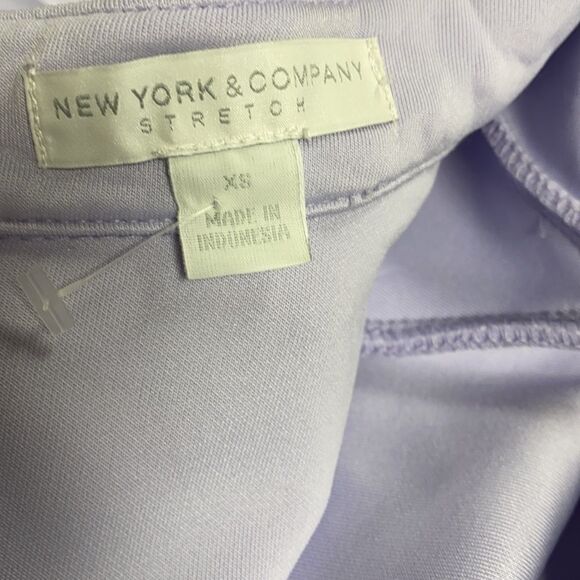 NEW YORK & COMPANY
STRETCH
XS
MADE IN
INDONESIA